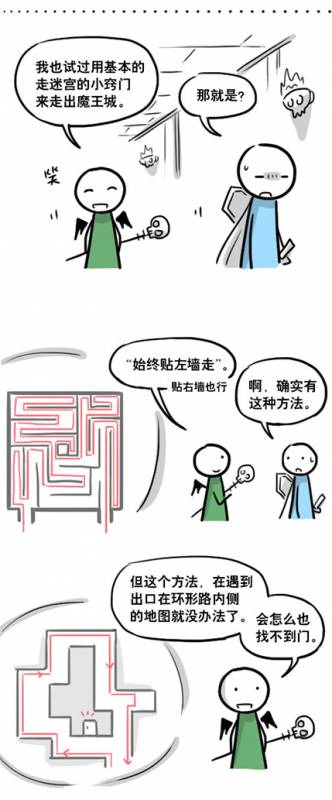 我也试过用基本的
走迷宫的小窍门
来走出魔王城。
那就是？
笑
“始终贴左墙走”。
贴右墙也行
啊，确实有
这种方法。
但这个方法，在遇到
出口在环形路内侧
的地图就没办法了。
会怎么也
找不到门。